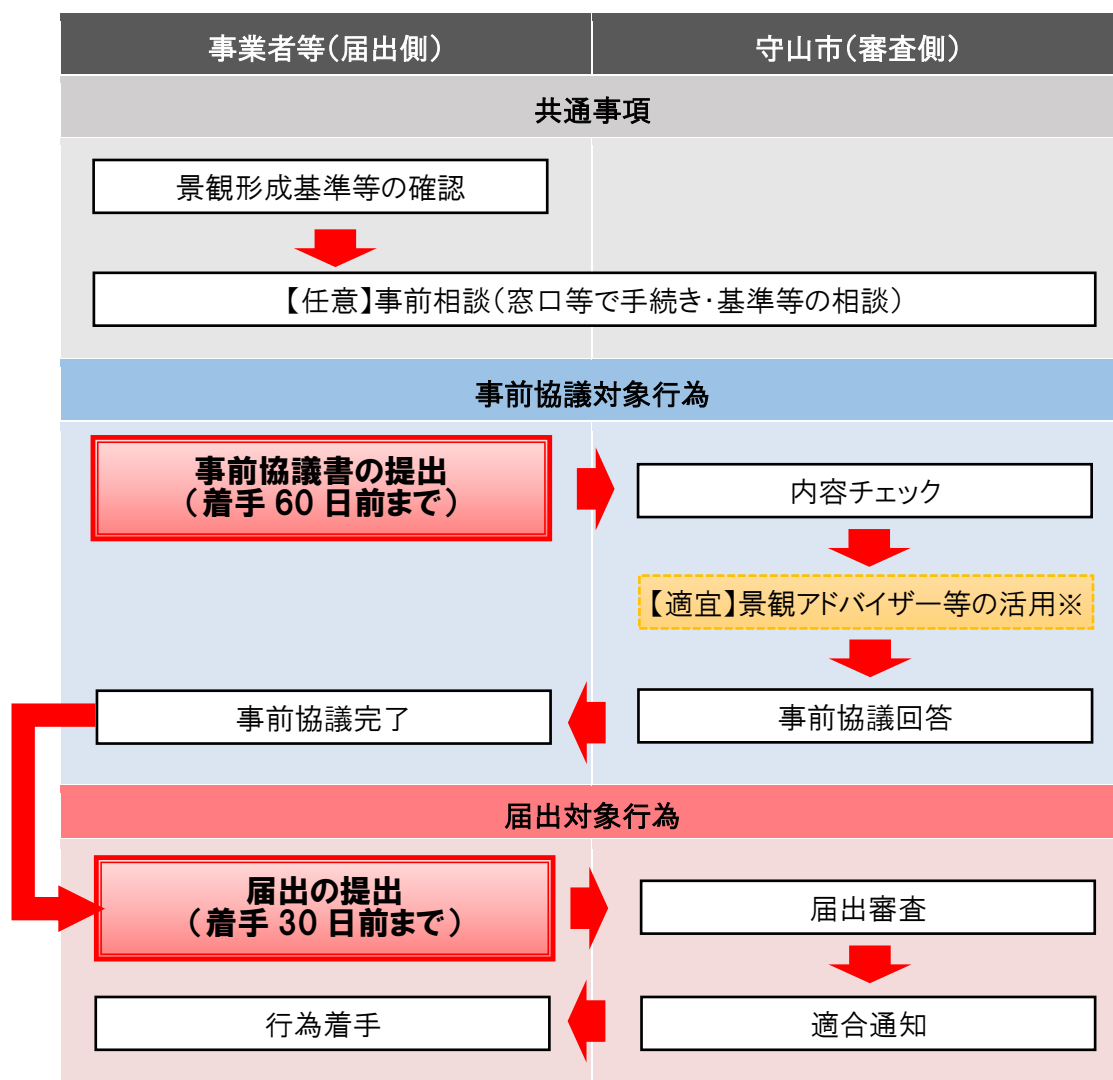 事業者等(届出側)
守山市(審査側)
共通事項
景観形成基準等の確認
【任意】事前相談(窓口等で手続き・基準等の相談)
事前協議対象行為
事前協議書の提出
(着手 60 日前まで)
内容チェック
【適宜】景観アドバイザー等の活用※
事前協議完了
事前協議回答
届出対象行為
届出の提出
(着手 30 日前まで)
届出審査
行為着手
適合通知